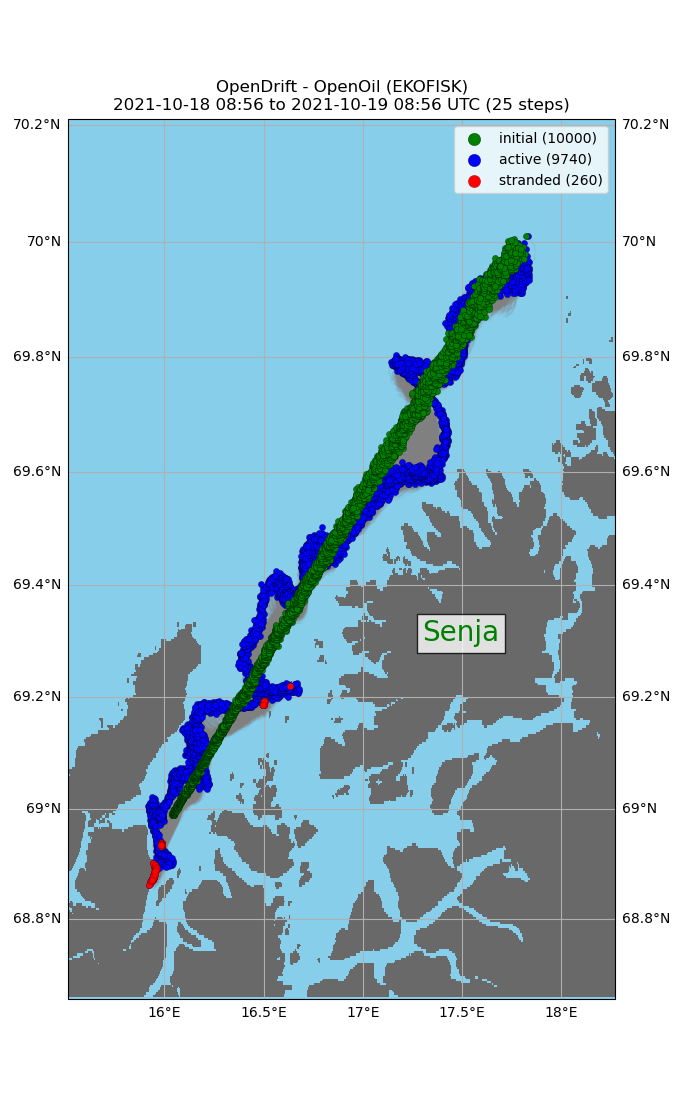 OpenDrift - OpenOil (EKOFISK)
2021-10-18 08:56 to 2021-10-19 08:56 UTC (25 steps)
70.2°N 70.2°N
initial (10000)
active (9740)
stranded (260)
70°N 70°N
69.8°N 69.8°N
69.6°N 69.6°N
69.4°N 69.4°N
Senja
69.2°N 69.2°N
69°N 69°N
68.8°N 68.8°N
16°E 16.5°E 17°E 17.5°E 18°E